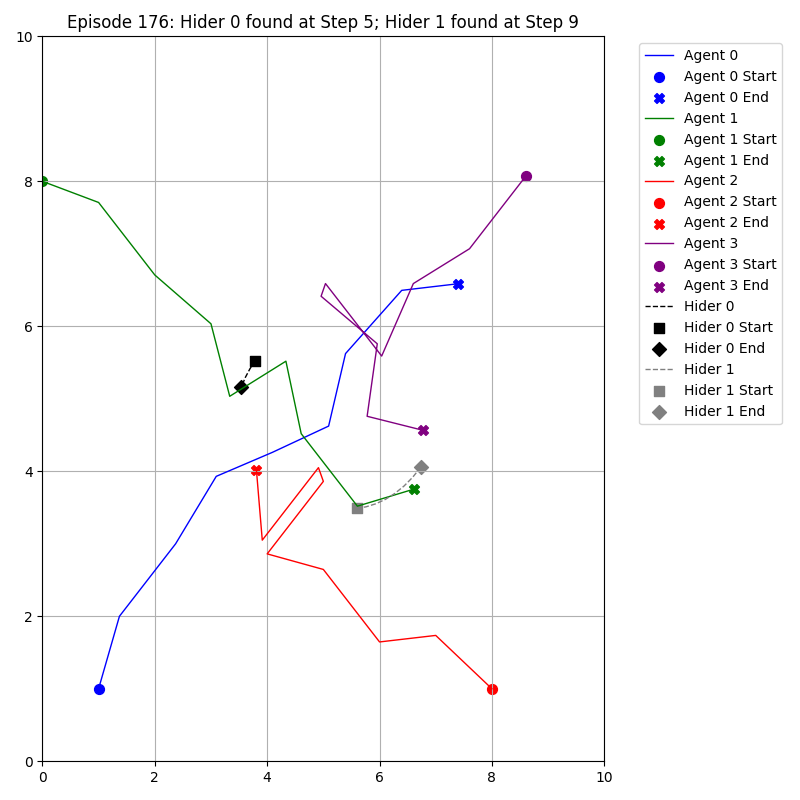 Episode 176: Hider 0 found at Step 5; Hider 1 found at Step 9
10
8
6
4
2
0
0 2 4 6 8 10
Agent 0
Agent 0 Start
Agent 0 End
Agent 1
Agent 1 Start
Agent 1 End
Agent 2
Agent 2 Start
Agent 2 End
Agent 3
Agent 3 Start
Agent 3 End
Hider 0
Hider 0 Start
Hider 0 End
Hider 1
Hider 1 Start
Hider 1 End